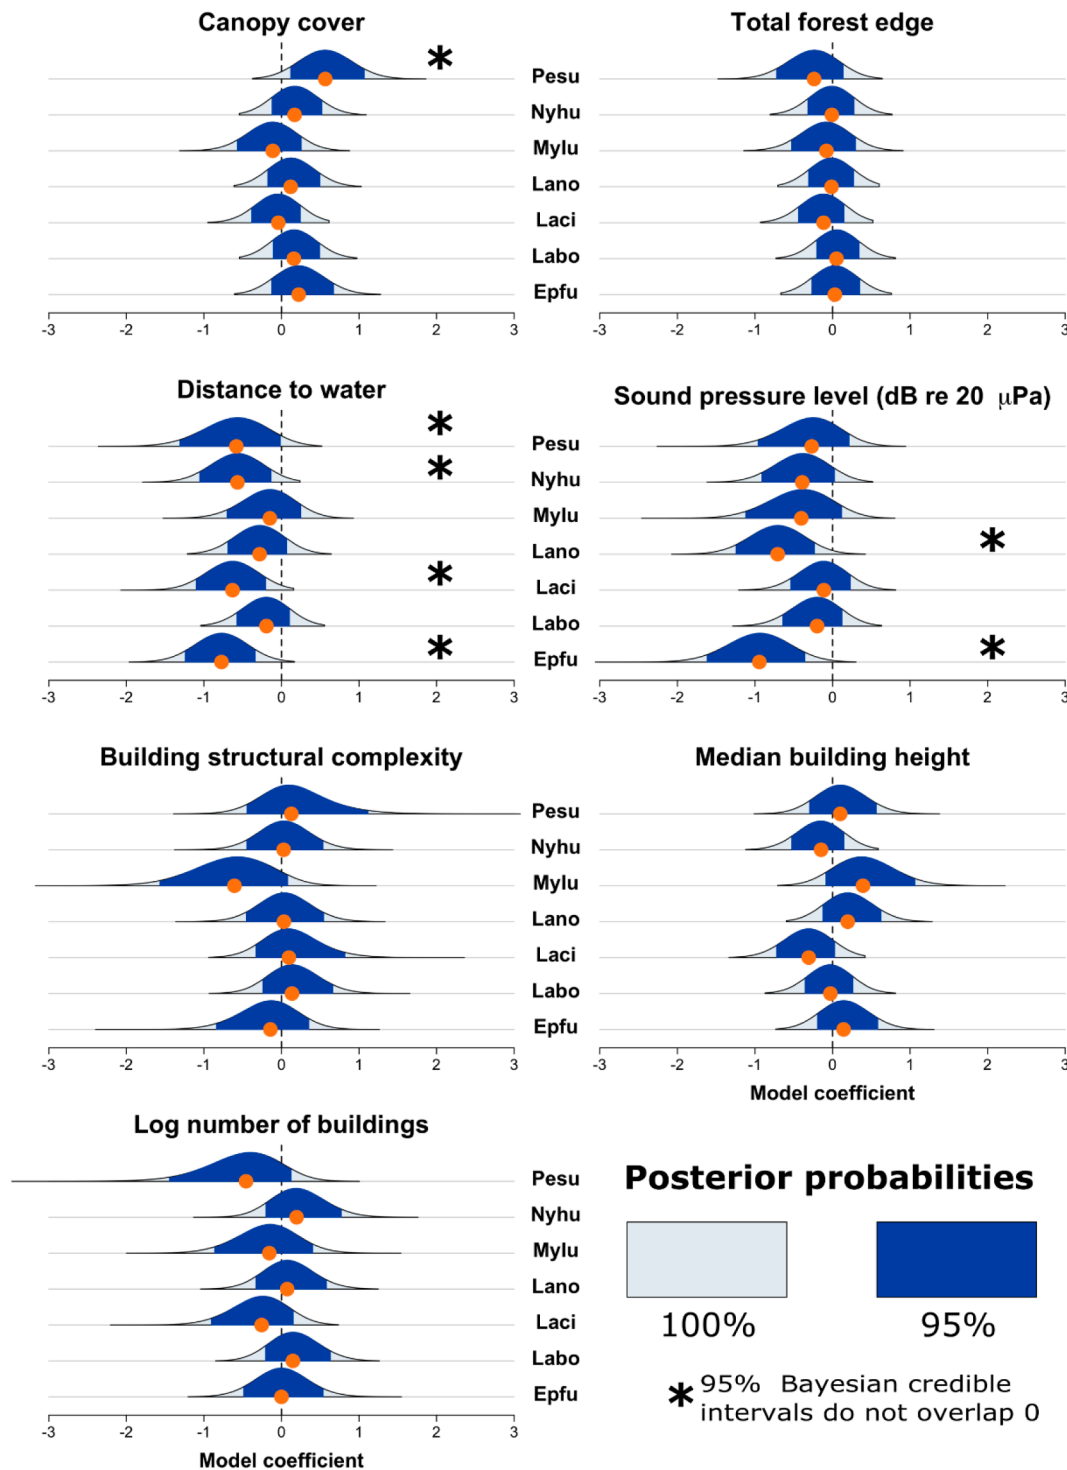 Canopy cover
Total forest edge
*
Pesu
Nyhu
Mylu
Lano
Laci
Labo
Epfu
-3 -2 -1 0 1 2 3
-3 -2 -1 0 1 2 3
Distance to water
Sound pressure level (dB re 20 μPa)
*
Pesu
*
Nyhu
Mylu
Lano
*
*
Laci
Labo
*
Epfu
*
-3 -2 -1 0 1 2 3
-3 -2 -1 0 1 2 3
Building structural complexity
Median building height
Pesu
Nyhu
Mylu
Lano
Laci
Labo
Epfu
-3 -2 -1 0 1 2 3
-3 -2 -1 0 1 2 3
Model coefficient
Log number of buildings
Pesu
Nyhu
Mylu
Lano
Laci
Labo
Epfu
-3 -2 -1 0 1 2 3
Model coefficient
Posterior probabilities
100% 95%
* 95% Bayesian credible
intervals do not overlap 0